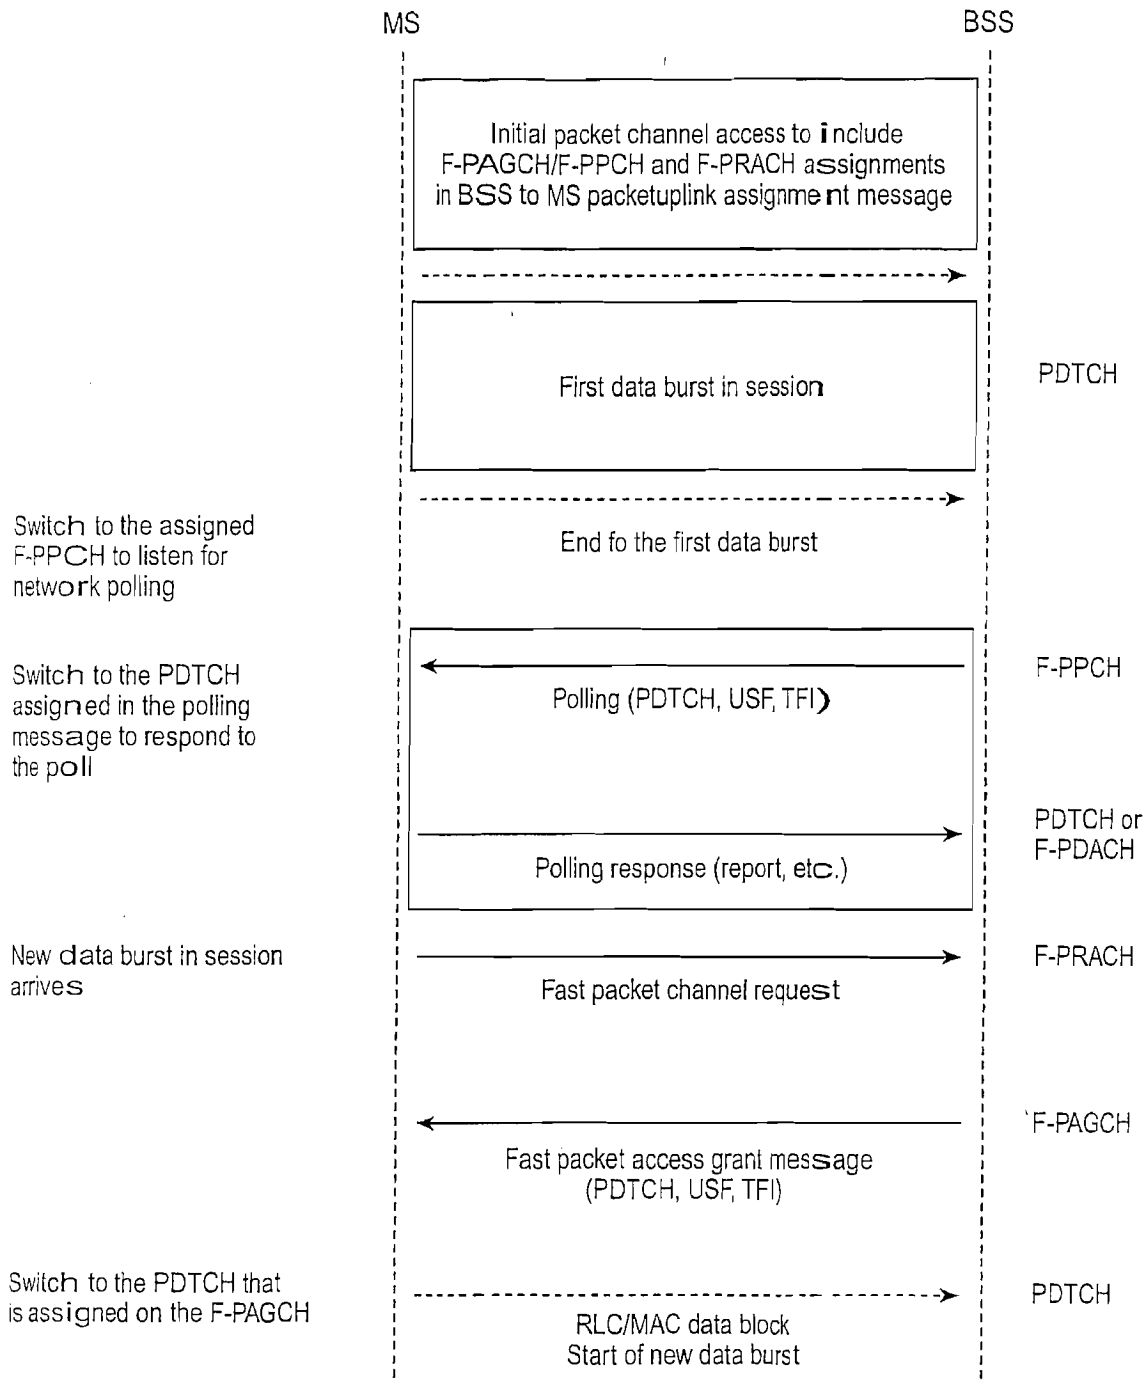 MS
BSS
Initial packet channel access to include
F-PAGCH/F-PPCH and F-PRACH assignments
in BSS to MS packetuplink assignment message
First data burst in session
PDTCH
Switch to the assigned
F-PPCH to listen for
network polling
End fo the first data burst
Switch to the PDTCH
assigned in the polling
message to respond to
the poll
F-PPCH
Polling (PDTCH, USF, TFI)
PDTCH or
F-PDACH
Polling response (report, etc.)
New data burst in session
arrives
F-PRACH
Fast packet channel request
F-PAGCH
Fast packet access grant message
(PDTCH, USF, TFI)
Switch to the PDTCH that
is assigned on the F-PAGCH
PDTCH
RLC/MAC data block
Start of new data burst